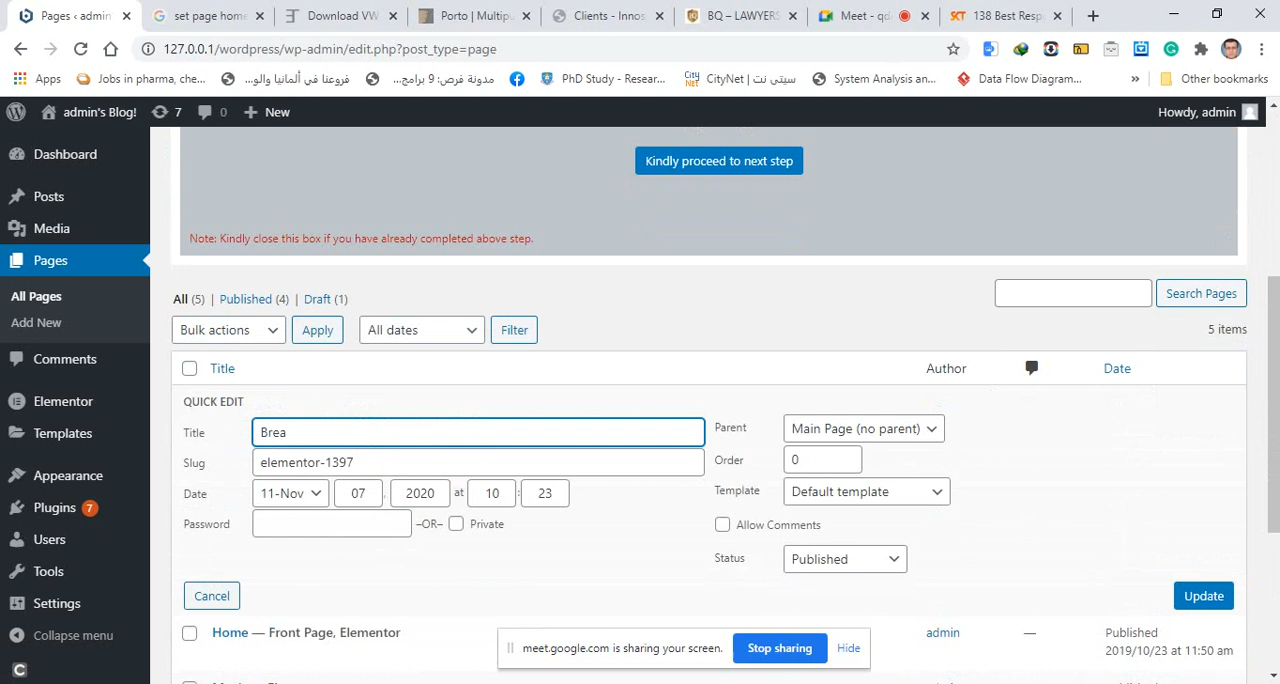 Pages ‹ admin
set page home
Download VW
Porto | Multip
Clients - Innos
BQ – LAWYERS
Meet - qd
138 Best Resp
127.0.0.1/wordpress/wp-admin/edit.php?post_type=page
Apps
Jobs in pharma, che...
فروعنا في ألمانيا والو...
مدونة فرص: 9 برامج...
PhD Study - Resear...
سيتى نت | CityNet
System Analysis an...
Data Flow Diagram...
»
Other bookmarks
admin's Blog! 7 0 + New
Howdy, admin
Dashboard
Posts
Media
Pages
All Pages
Add New
Comments
Elementor
Templates
Appearance
Plugins 7
Users
Tools
Settings
Collapse menu
Kindly proceed to next step
Note: Kindly close this box if you have already completed above step.
All (5) | Published (4) | Draft (1)
Search Pages
Bulk actions Apply All dates Filter
5 items
Title Author Date
QUICK EDIT
Title Brea
Slug elementor-1397
Date 11-Nov 07 , 2020 at 10 : 23
Password –OR– Private
Parent Main Page (no parent)
Order 0
Template Default template
Allow Comments
Status Published
Cancel
Update
Home — Front Page, Elementor admin — Published
2019/10/23 at 11:50 am
meet.google.com is sharing your screen. Stop sharing Hide